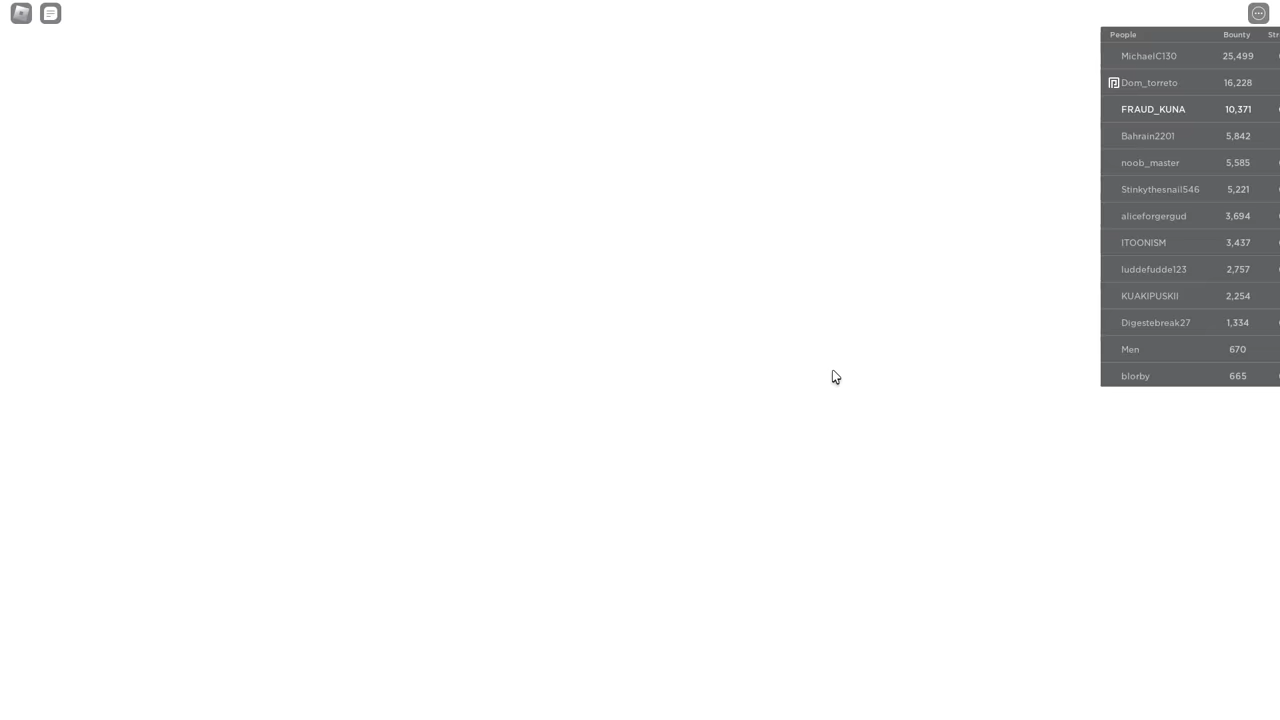 People Bounty
MichaelC130 25,499
Dom_torreto 16,228
FRAUD_KUNA 10,371
Bahrain2201 5,842
noob_master 5,585
Stinkythesnail546 5,221
aliceforgergud 3,694
ITOONISM 3,437
luddefudde123 2,757
KUAKIPUSKII 2,254
Digestebreak27 1,334
Men 670
blorby 665